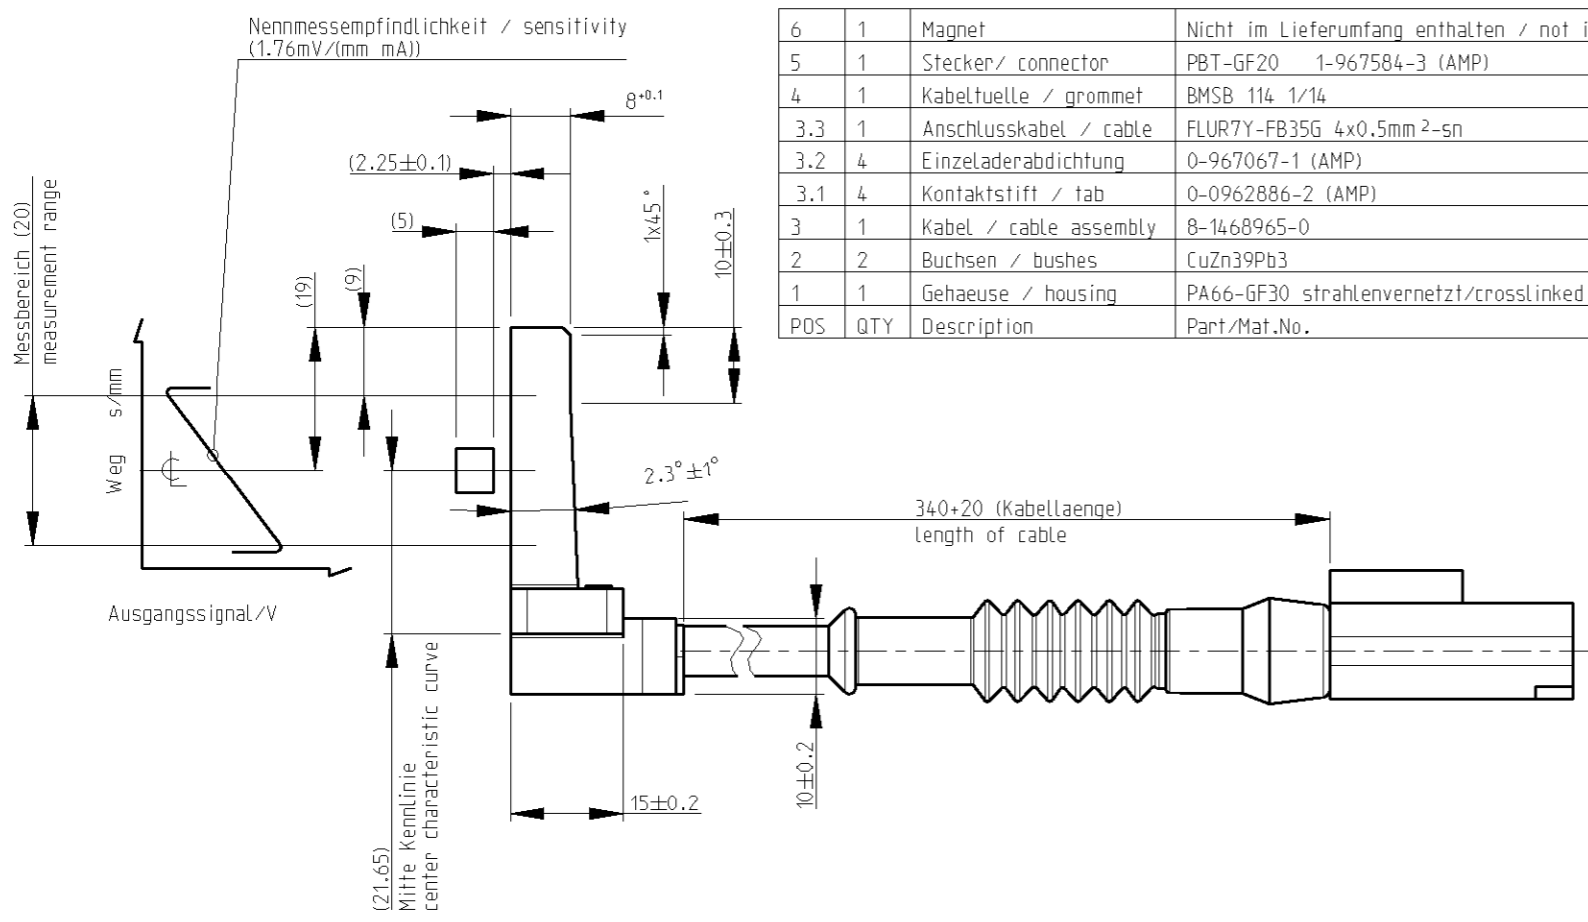 Nennmessempfindlichkeit / sensitivity
(1.76mV/(mm mA))
6 1 Magnet Nicht im Lieferumfang enthalten / not i
5 1 Stecker/ connector PBT-GF20 1-967584-3 (AMP)
4 1 Kabeltuelle / grommet BMSB 114 1/14
3.3 1 Anschlusskabel / cable FLUR7Y-FB35G 4x0.5mm²-sn
3.2 4 Einzeladerabdichtung 0-967067-1 (AMP)
3.1 4 Kontaktstift / tab 0-0962886-2 (AMP)
3 1 Kabel / cable assembly 8-1468965-0
2 2 Buchsen / bushes CuZn39Pb3
1 1 Gehaeuse / housing PA66-GF30 strahlenvernetzt/crosslinked
POS QTY Description Part/Mat.No.
8+0.1
(2.25±0.1)
(5)
1x45°
10±0.3
(19)
(9)
Messbereich (20)
measurement range
Weg s/mm
Ausgangssignal/V
2.3°±1°
340+20 (Kabellaenge)
length of cable
10±0.2
15±0.2
(21.65)
Mitte Kennlinie
center characteristic curve